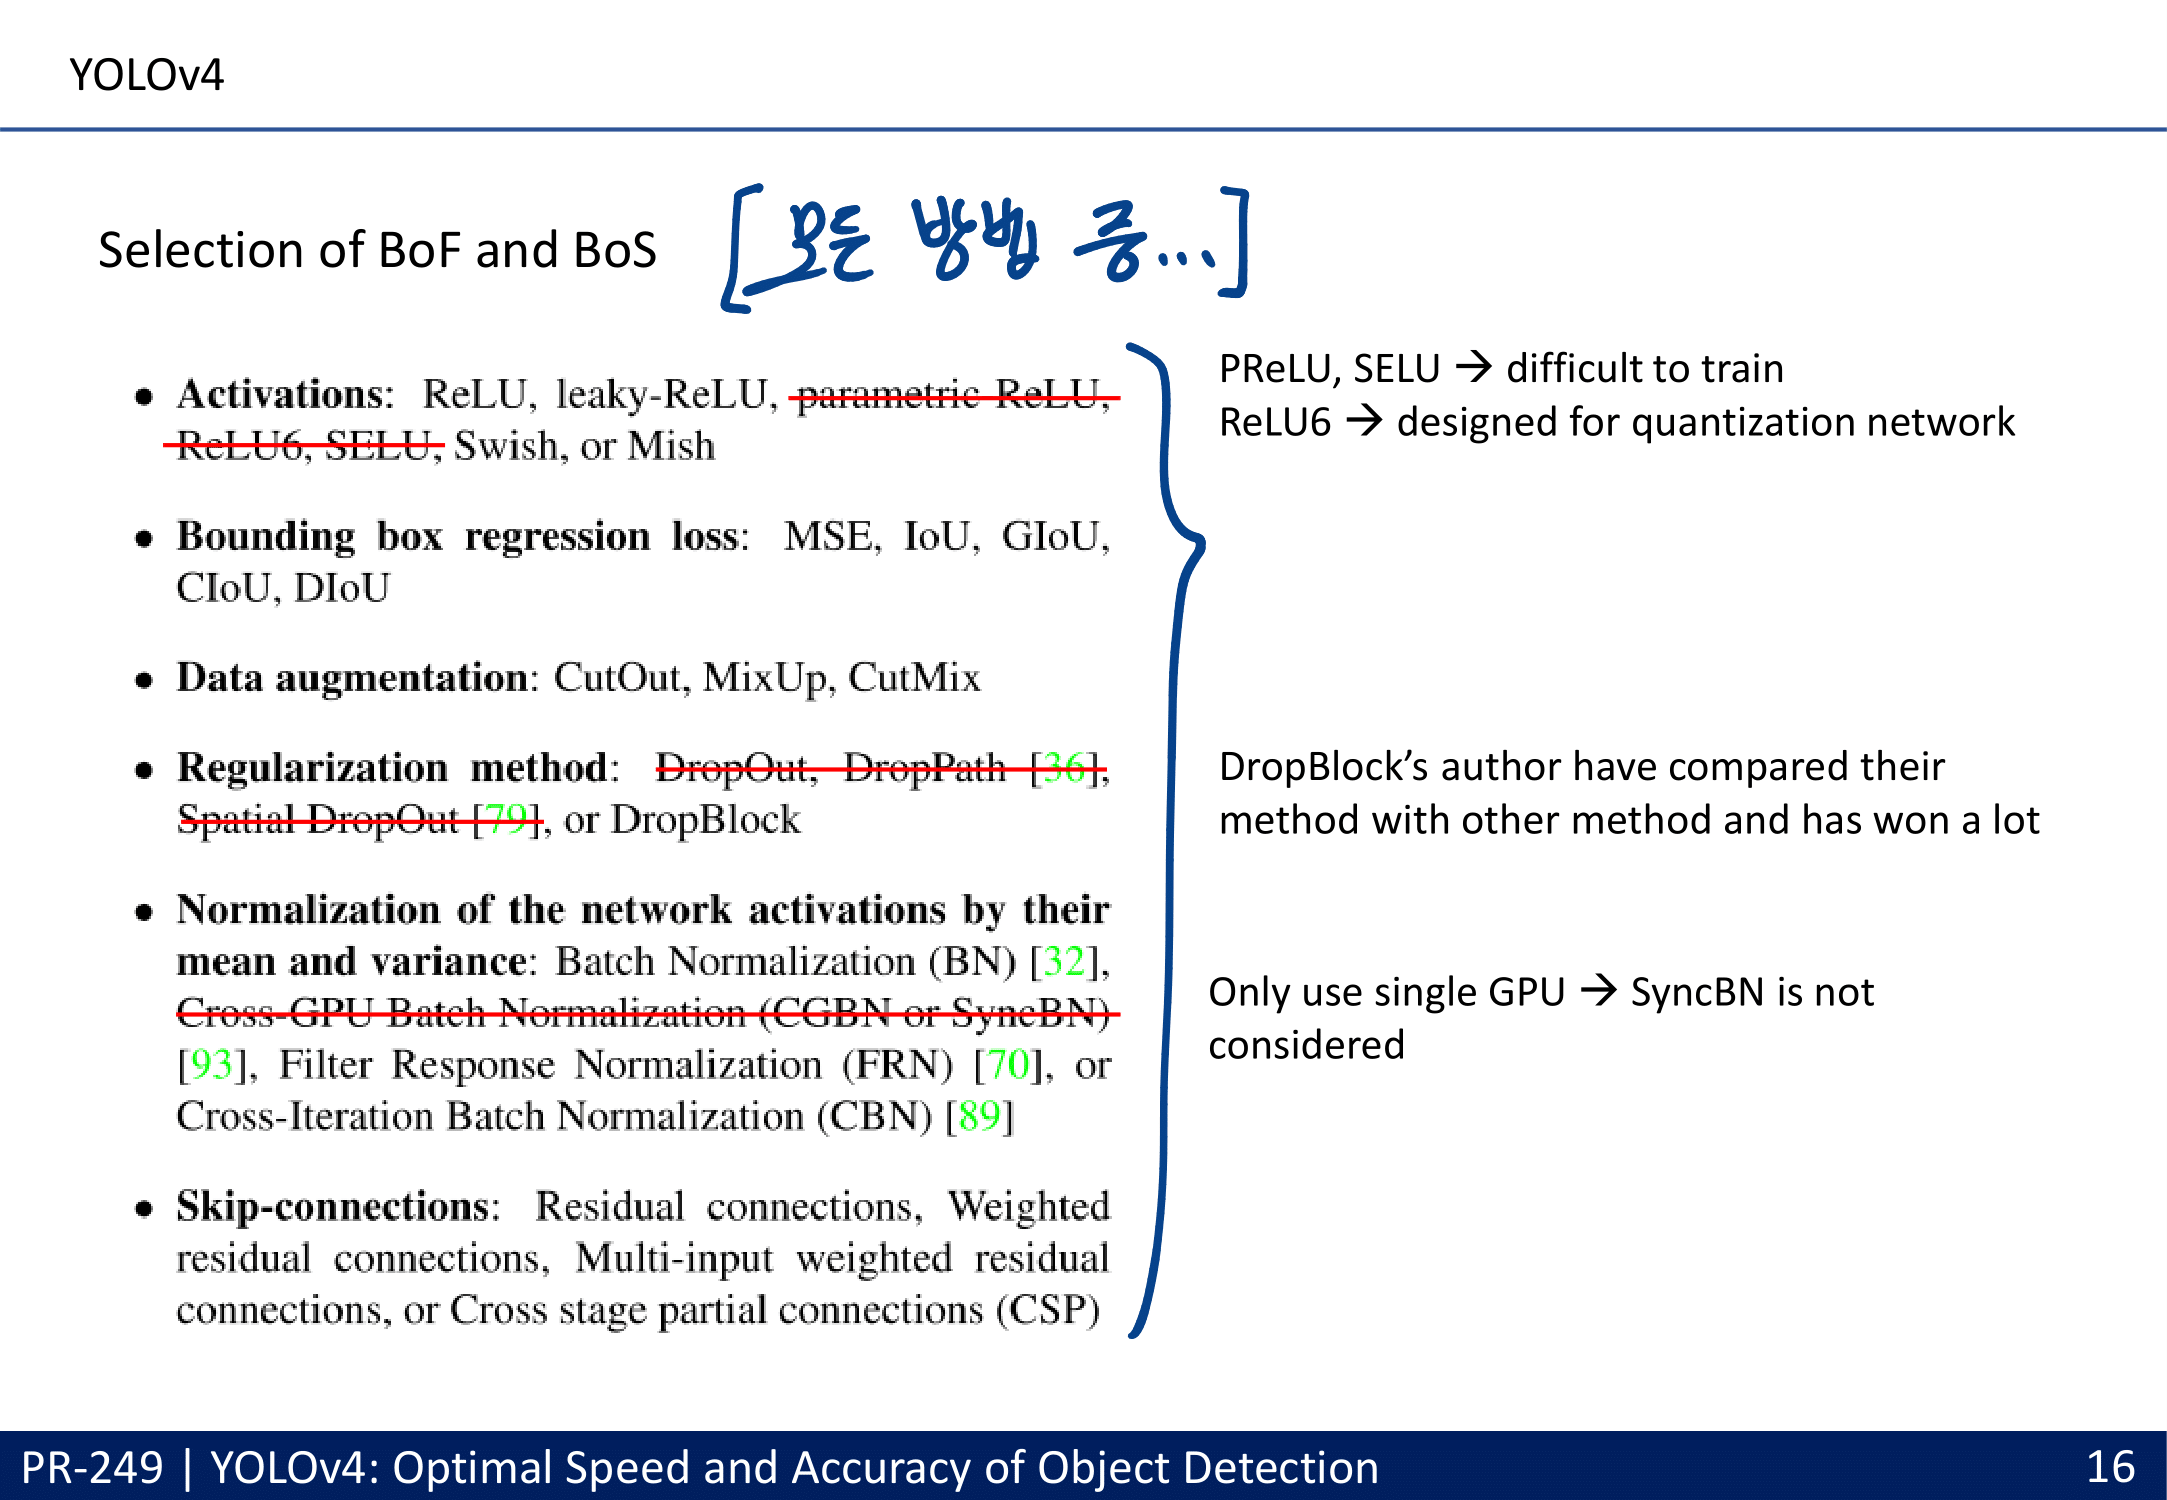 YOLOv4
Selection of BoF and BoS
[모든 방법 중...]
• Activations: ReLU, leaky-ReLU, parametric-ReLU,
ReLU6, SELU, Swish, or Mish
• Bounding box regression loss: MSE, IoU, GIoU,
CIoU, DIoU
• Data augmentation: CutOut, MixUp, CutMix
• Regularization method: DropOut, DropPath [36],
Spatial DropOut [79], or DropBlock
• Normalization of the network activations by their
mean and variance: Batch Normalization (BN) [32],
Cross-GPU Batch Normalization (CGBN or SyncBN)
[93], Filter Response Normalization (FRN) [70], or
Cross-Iteration Batch Normalization (CBN) [89]
• Skip-connections: Residual connections, Weighted
residual connections, Multi-input weighted residual
connections, or Cross stage partial connections (CSP)
PReLU, SELU → difficult to train
ReLU6 → designed for quantization network
DropBlock’s author have compared their
method with other method and has won a lot
Only use single GPU → SyncBN is not
considered
PR-249 | YOLOv4: Optimal Speed and Accuracy of Object Detection
16